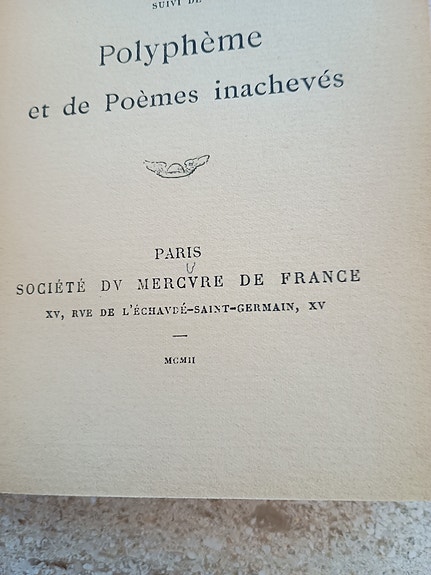 SUIVI DE
Polyphème
et de Poèmes inachevés
PARIS
SOCIÉTÉ DV MERCVRE DE FRANCE
XV, RVE DE L'ÉCHAVDÉ-SAINT-GERMAIN, XV
MCMII